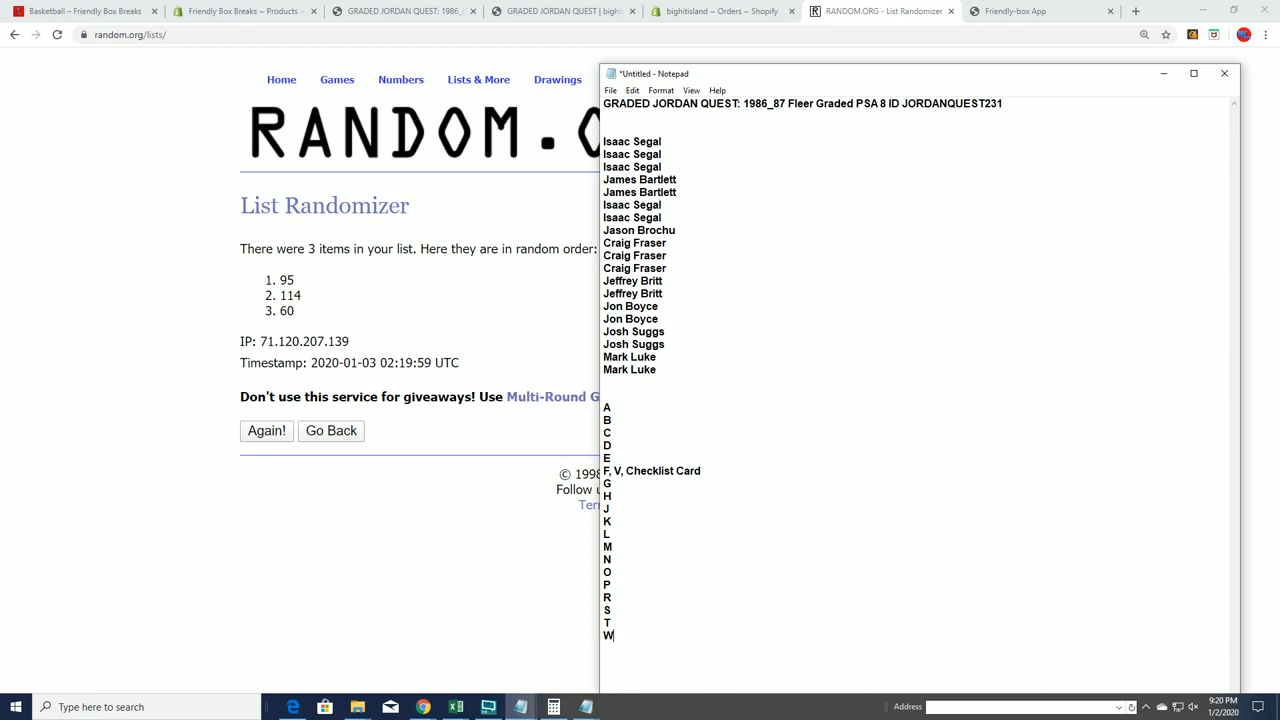 Basketball – Friendly Box Breaks
Friendly Box Breaks ~ Products ~
GRADED JORDAN QUEST: 1986_
GRADED JORDAN QUEST | bighit
bighitisland ~ Orders ~ Shopify
RANDOM.ORG - List Randomizer
Friendly-box App
random.org/lists/
Home Games Numbers Lists & More Drawings
RANDOM.O
List Randomizer
There were 3 items in your list. Here they are in random order:
1. 95
2. 114
3. 60
IP: 71.120.207.139
Timestamp: 2020-01-03 02:19:59 UTC
Don't use this service for giveaways! Use Multi-Round G
Again! Go Back
© 1998
Follow u
Ter
*Untitled - Notepad
File Edit Format View Help
GRADED JORDAN QUEST: 1986_87 Fleer Graded PSA 8 ID JORDANQUEST231
Isaac Segal
Isaac Segal
Isaac Segal
James Bartlett
James Bartlett
Isaac Segal
Isaac Segal
Jason Brochu
Craig Fraser
Craig Fraser
Craig Fraser
Jeffrey Britt
Jeffrey Britt
Jon Boyce
Jon Boyce
Josh Suggs
Josh Suggs
Mark Luke
Mark Luke
A
B
C
D
E
F, V, Checklist Card
G
H
J
K
L
M
N
O
P
R
S
T
W
Type here to search
Address
9:20 PM
1/2/2020